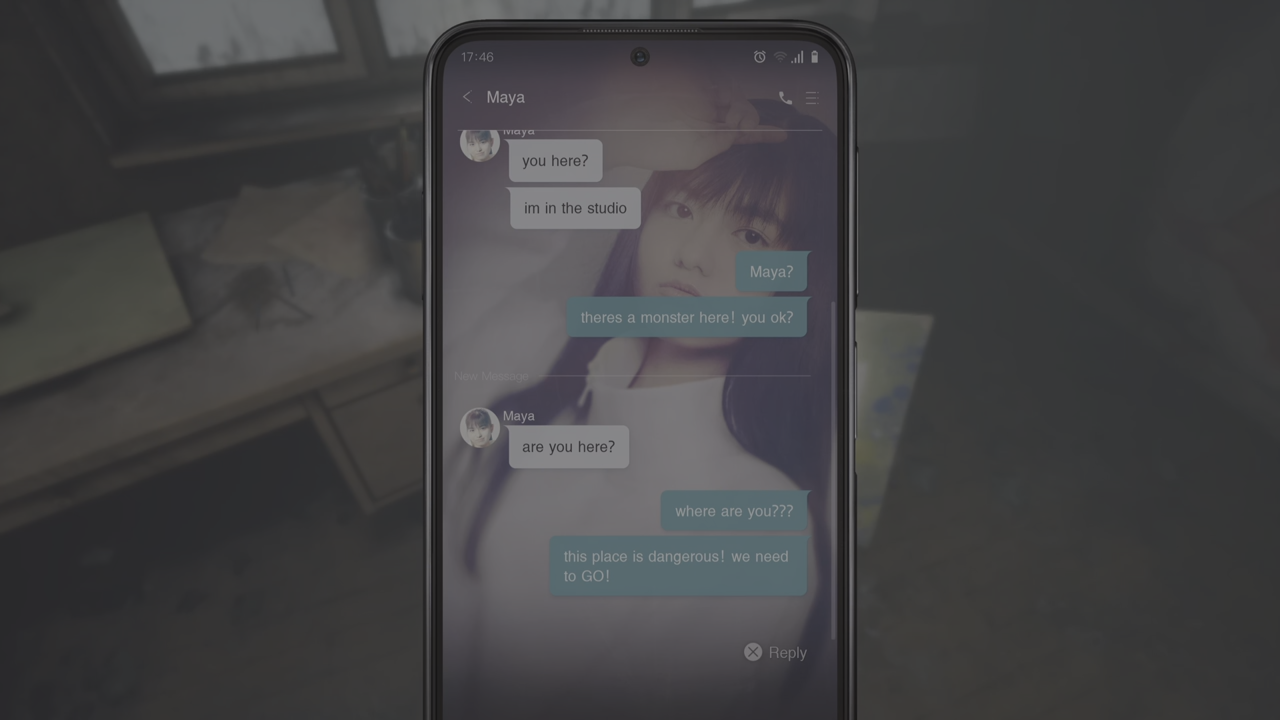 17:46
Maya
Maya
you here?
im in the studio
Maya?
theres a monster here! you ok?
New Message
Maya
are you here?
where are you???
this place is dangerous! we need
to GO!
Reply